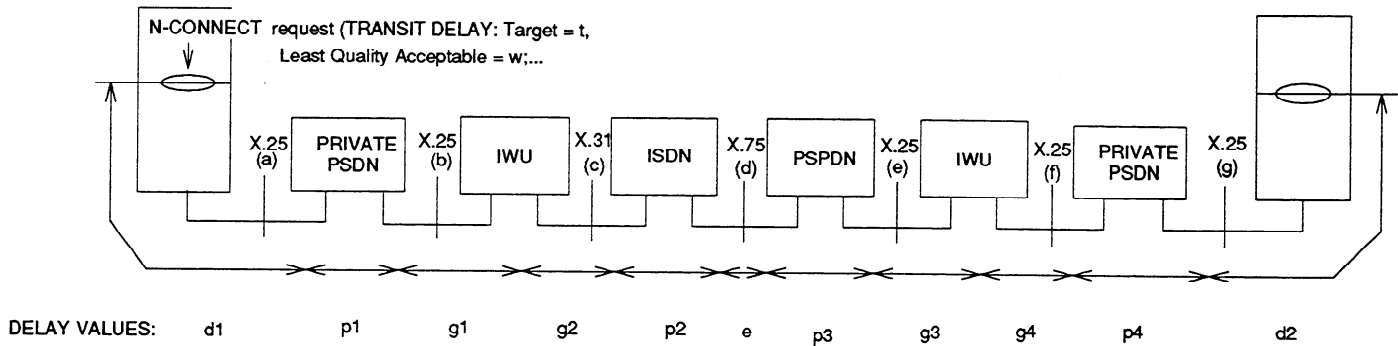 N-CONNECT request (TRANSIT DELAY: Target = t,
Least Quality Acceptable = w;...
X.25
(a)
PRIVATE
PSDN
X.25
(b)
IWU
X.31
(c)
ISDN
X.75
(d)
PSPDN
X.25
(e)
IWU
X.25
(f)
PRIVATE
PSDN
X.25
(g)
DELAY VALUES: d1 p1 g1 g2 p2 e p3 g3 g4 p4 d2